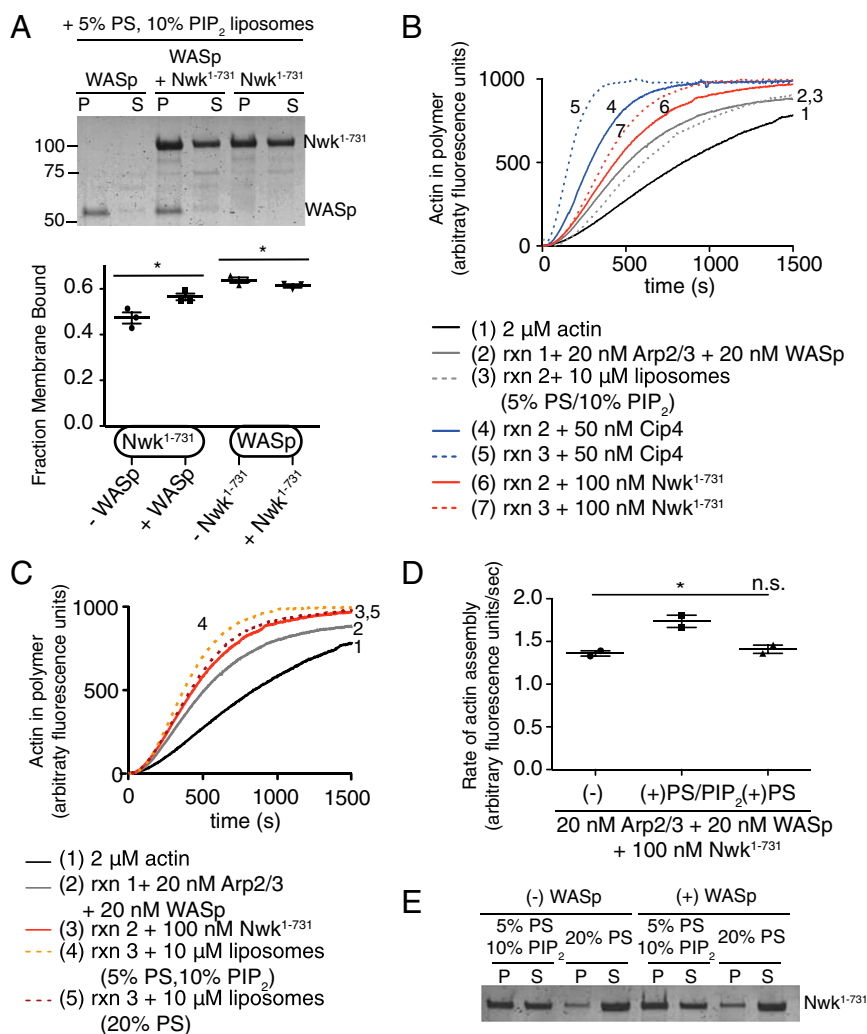 A
+ 5% PS, 10% PIP2 liposomes
WASp
WASp + Nwk1-731
Nwk1-731
P S P S P S
100
75
50
Nwk1-731
WASp
Fraction Membrane Bound
0.6
0.4
0.2
0.0
* *
Nwk1-731 WASp
- WASp
+ WASp
- Nwk1-731
+ Nwk1-731
B
Actin in polymer
(arbitraty fluorescence units)
1000
500
0
5 4 6 7
2,3
1
0 500 1000 1500
time (s)
(1) 2 µM actin
(2) rxn 1+ 20 nM Arp2/3 + 20 nM WASp
(3) rxn 2+ 10 µM liposomes
(5% PS/10% PIP2)
(4) rxn 2 + 50 nM Cip4
(5) rxn 3 + 50 nM Cip4
(6) rxn 2 + 100 nM Nwk1-731
(7) rxn 3 + 100 nM Nwk1-731
C
Actin in polymer
(arbitraty fluorescence units)
1000
500
0
4
3,5
2
1
0 500 1000 1500
time (s)
(1) 2 µM actin
(2) rxn 1+ 20 nM Arp2/3
+ 20 nM WASp
(3) rxn 2 + 100 nM Nwk1-731
(4) rxn 3 + 10 µM liposomes
(5% PS,10% PIP2)
(5) rxn 3 + 10 µM liposomes
(20% PS)
D
Rate of actin assembly
(arbitrary fluorescence units/sec)
2.0
1.5
1.0
0.5
0.0
* n.s.
(-) (+)PS/PIP2 (+)PS
20 nM Arp2/3 + 20 nM WASp
+ 100 nM Nwk1-731
E
(-) WASp (+) WASp
5% PS 5% PS
10% PIP2 20% PS 10% PIP2 20% PS
P S P S P S P S
Nwk1-731